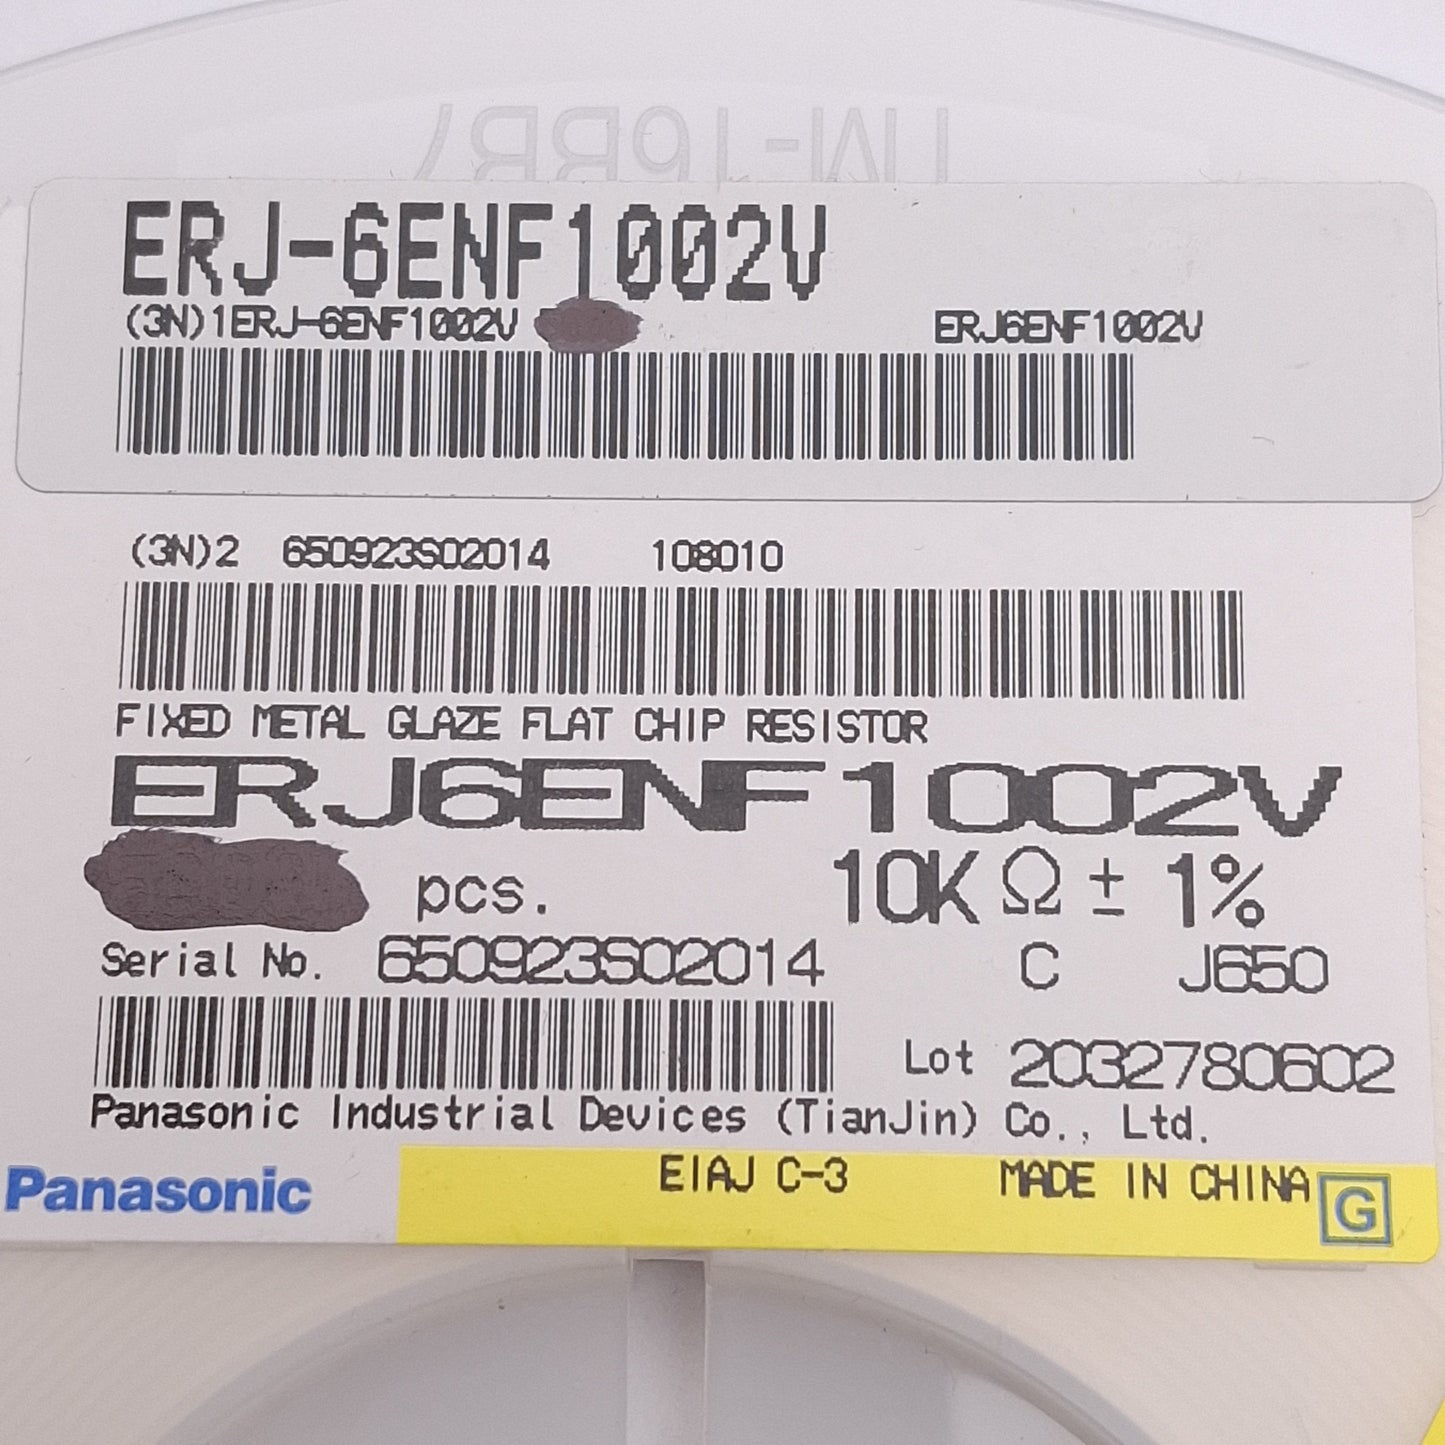 ERJ-6ENF1002V
(3N)1ERJ-6ENF1002V ERJ6ENF1002V
(3N)2 650923S02014 108010
FIXED METAL GLAZE FLAT CHIP RESISTOR
ERJ6ENF1002V
pcs. 10KΩ ± 1%
Serial No. 650923S02014 C J650
Lot 2032780602
Panasonic Industrial Devices (TianJin) Co., Ltd.
Panasonic EIAJ C-3 MADE IN CHINA G